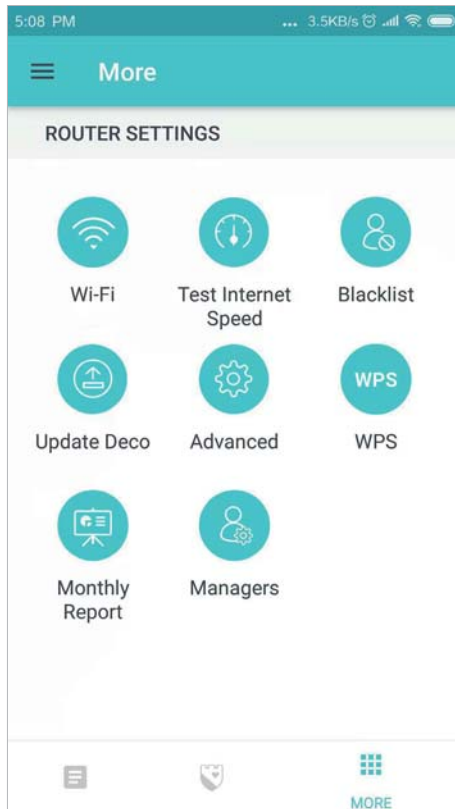 5:08 PM ... 3.5KB/s
More
ROUTER SETTINGS
Wi-Fi
Test Internet
Speed
Blacklist
Update Deco
Advanced
WPS
WPS
Monthly
Report
Managers
MORE